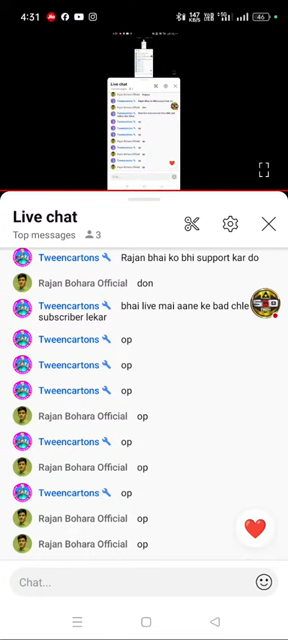 4:31
147
KB/S
46
Live chat
Live chat
Top messages 3
Tweencartons Rajan bhai ko bhi support kar do
Rajan Bohara Official don
Tweencartons bhai live mai aane ke bad chle
subscriber lekar
Tweencartons op
Tweencartons op
Tweencartons op
Rajan Bohara Official op
Tweencartons op
Rajan Bohara Official op
Tweencartons op
Rajan Bohara Official op
Rajan Bohara Official op
Chat...